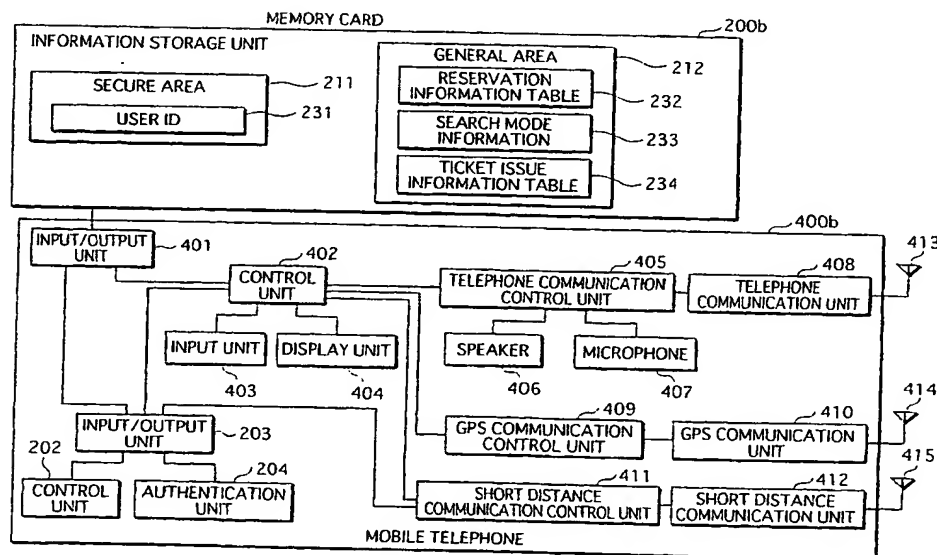 MEMORY CARD
200b
INFORMATION STORAGE UNIT
SECURE AREA
211
USER ID
231
GENERAL AREA
212
RESERVATION
INFORMATION TABLE
232
SEARCH MODE
INFORMATION
233
TICKET ISSUE
INFORMATION TABLE
234
400b
INPUT/OUTPUT
UNIT
401
402
CONTROL
UNIT
405
TELEPHONE COMMUNICATION
CONTROL UNIT
408
TELEPHONE
COMMUNICATION UNIT
413
INPUT UNIT
403
DISPLAY UNIT
404
SPEAKER
406
MICROPHONE
407
INPUT/OUTPUT
UNIT
203
409
GPS COMMUNICATION
CONTROL UNIT
410
GPS COMMUNICATION
UNIT
414
202
CONTROL
UNIT
204
AUTHENTICATION
UNIT
411
SHORT DISTANCE
COMMUNICATION CONTROL UNIT
412
SHORT DISTANCE
COMMUNICATION UNIT
415
MOBILE TELEPHONE